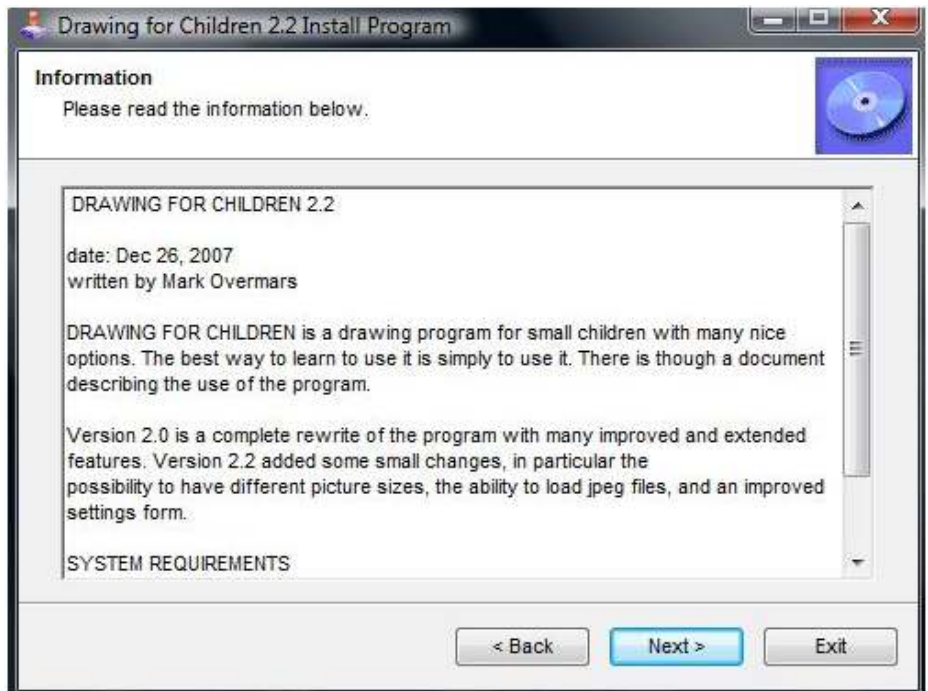 Drawing for Children 2.2 Install Program
Information
Please read the information below.
DRAWING FOR CHILDREN 2.2
date: Dec 26, 2007
written by Mark Overmars
DRAWING FOR CHILDREN is a drawing program for small children with many nice
options. The best way to learn to use it is simply to use it. There is though a document
describing the use of the program.
Version 2.0 is a complete rewrite of the program with many improved and extended
features. Version 2.2 added some small changes, in particular the
possibility to have different picture sizes, the ability to load jpeg files, and an improved
settings form.
SYSTEM REQUIREMENTS
< Back
Next >
Exit